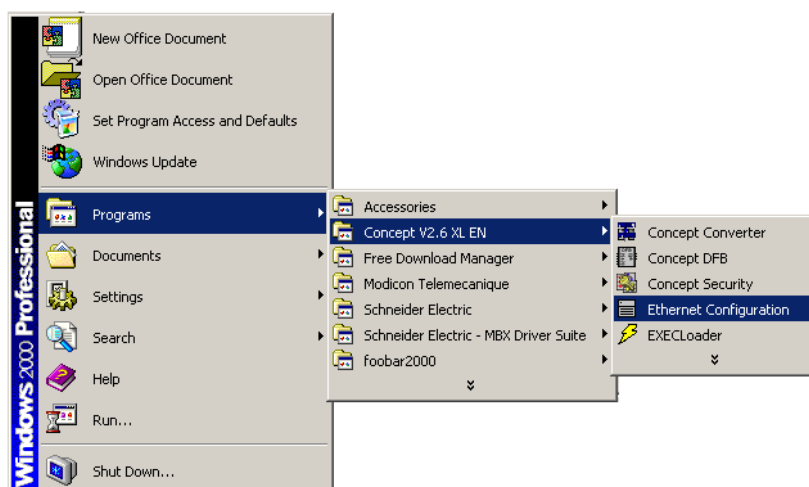 New Office Document
Open Office Document
Set Program Access and Defaults
Windows Update
Programs
Documents
Settings
Search
Help
Run...
Shut Down...
Windows 2000 Professional
Accessories
Concept V2.6 XL EN
Free Download Manager
Modicon Telemecanique
Schneider Electric
Schneider Electric - MBX Driver Suite
foobar2000
Concept Converter
Concept DFB
Concept Security
Ethernet Configuration
EXECLoader